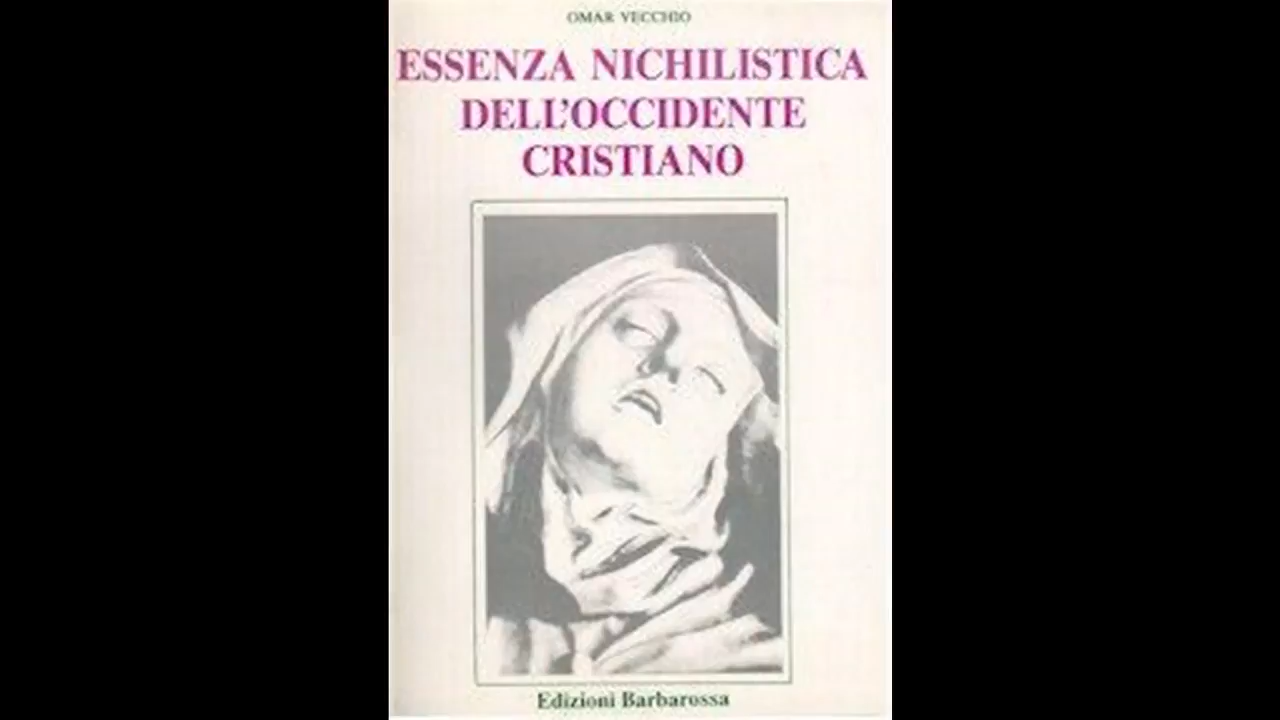 OMAR VECCHIO
ESSENZA NICHILISTICA
DELL'OCCIDENTE
CRISTIANO
Edizioni Barbarossa